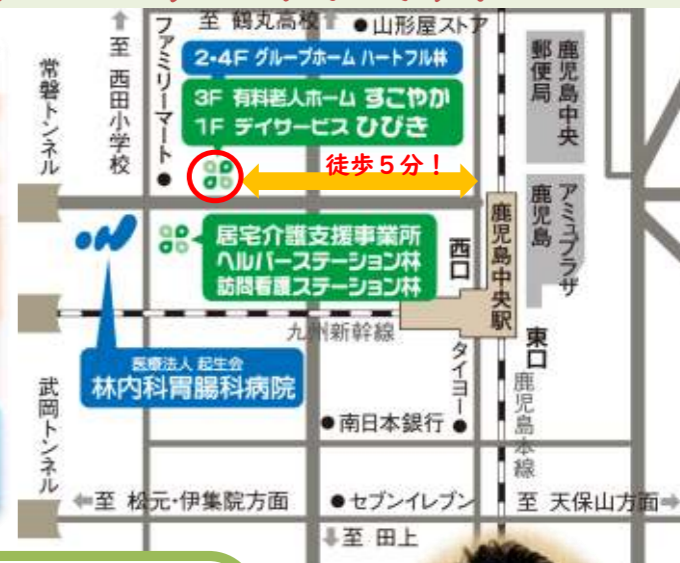 至 鶴丸高校
●山形屋ストア
至 西田小学校
ファミリーマート ●
常磐トンネル
2・4F グループホーム ハートフル林
3F 有料老人ホーム すこやか
1F デイサービス ひびき
徒歩5分！
鹿児島中央
郵便局
アミュプラザ
鹿児島
居宅介護支援事業所
ヘルパーステーション林
訪問看護ステーション林
西口
鹿児島中央駅
東口
九州新幹線
医療法人 起生会
林内科胃腸科病院
タイヨー ●
鹿児島本線
武岡トンネル
●南日本銀行
⇐至 松元・伊集院方面
●セブンイレブン
至 天保山方面⇒
⇓至 田上